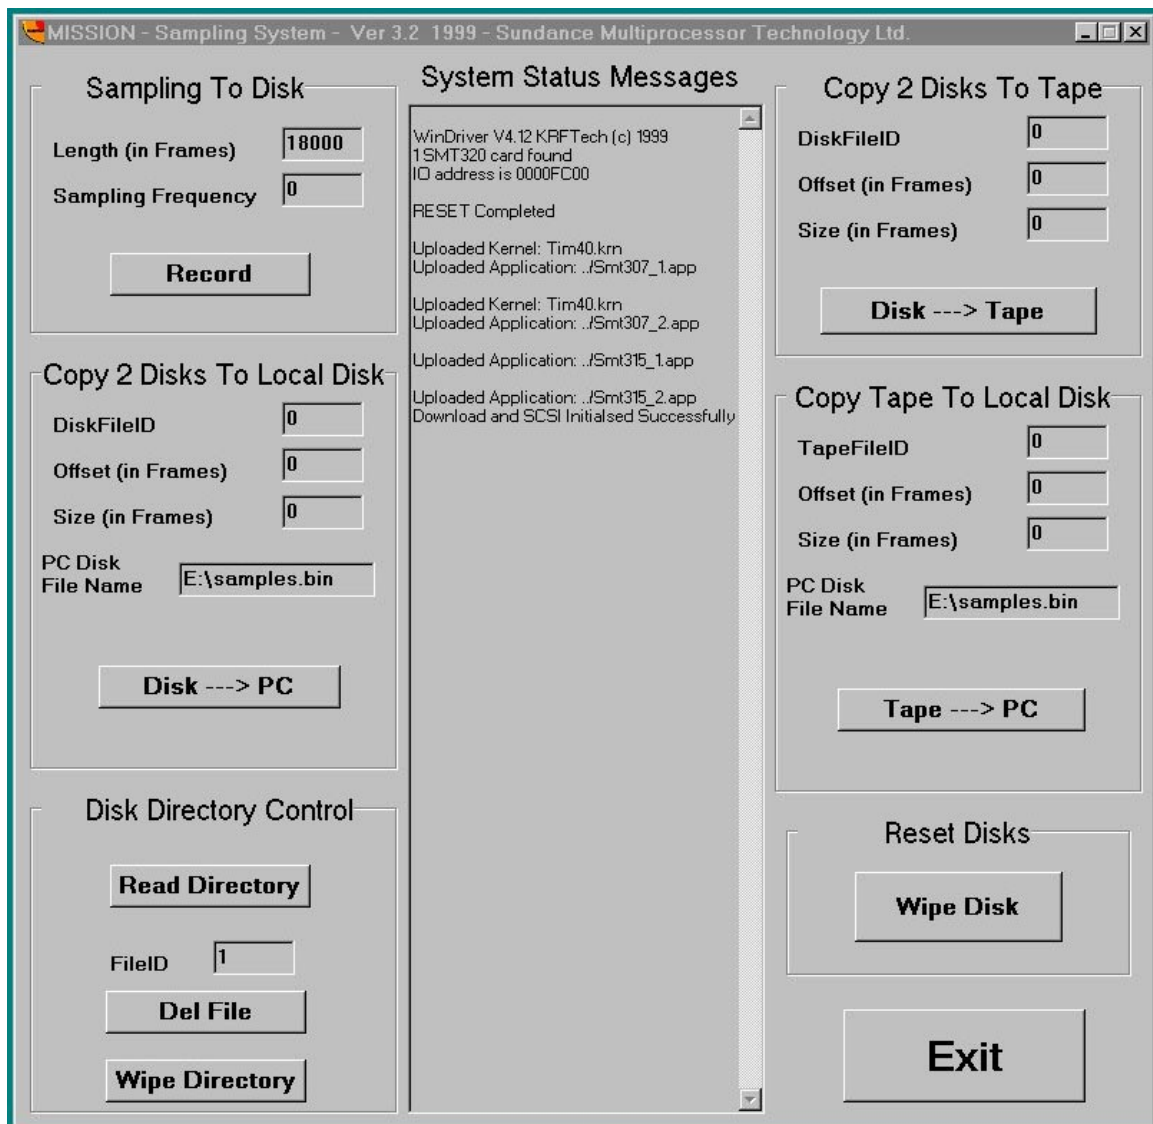 MISSION - Sampling System - Ver 3.2 1999 - Sundance Multiprocessor Technology Ltd.
Sampling To Disk
Length (in Frames) 18000
Sampling Frequency 0
Record
Copy 2 Disks To Local Disk
DiskFileID 0
Offset (in Frames) 0
Size (in Frames) 0
PC Disk
File Name E:\samples.bin
Disk ---> PC
Disk Directory Control
Read Directory
FileID 1
Del File
Wipe Directory
System Status Messages
WinDriver V4.12 KRFTech (c) 1999
1 SMT320 card found
IO address is 0000FC00
RESET Completed
Uploaded Kernel: Tim40.krn
Uploaded Application: ../Smt307_1.app
Uploaded Kernel: Tim40.krn
Uploaded Application: ../Smt307_2.app
Uploaded Application: ../Smt315_1.app
Uploaded Application: ../Smt315_2.app
Download and SCSI Initialsed Successfully
Copy 2 Disks To Tape
DiskFileID 0
Offset (in Frames) 0
Size (in Frames) 0
Disk ---> Tape
Copy Tape To Local Disk
TapeFileID 0
Offset (in Frames) 0
Size (in Frames) 0
PC Disk
File Name E:\samples.bin
Tape ---> PC
Reset Disks
Wipe Disk
Exit